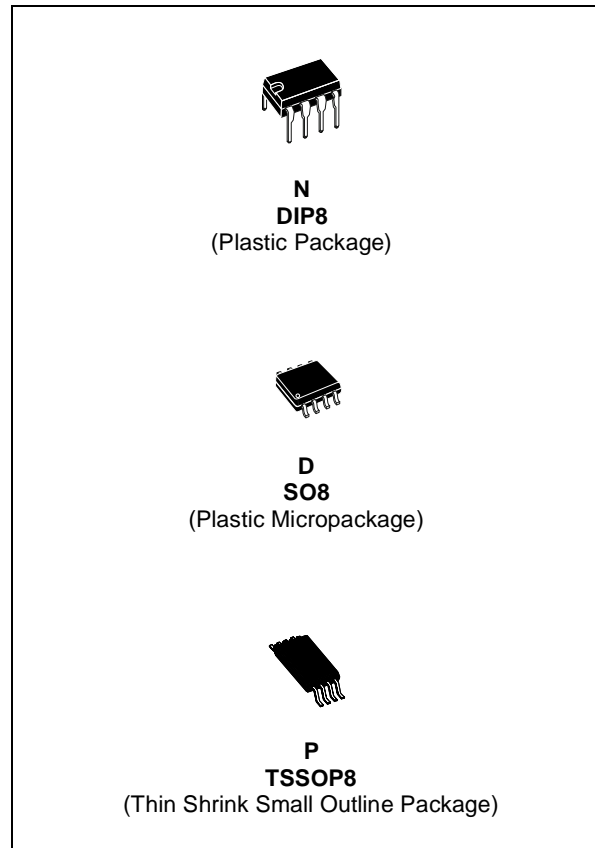 N
DIP8
(Plastic Package)
D
SO8
(Plastic Micropackage)
P
TSSOP8
(Thin Shrink Small Outline Package)